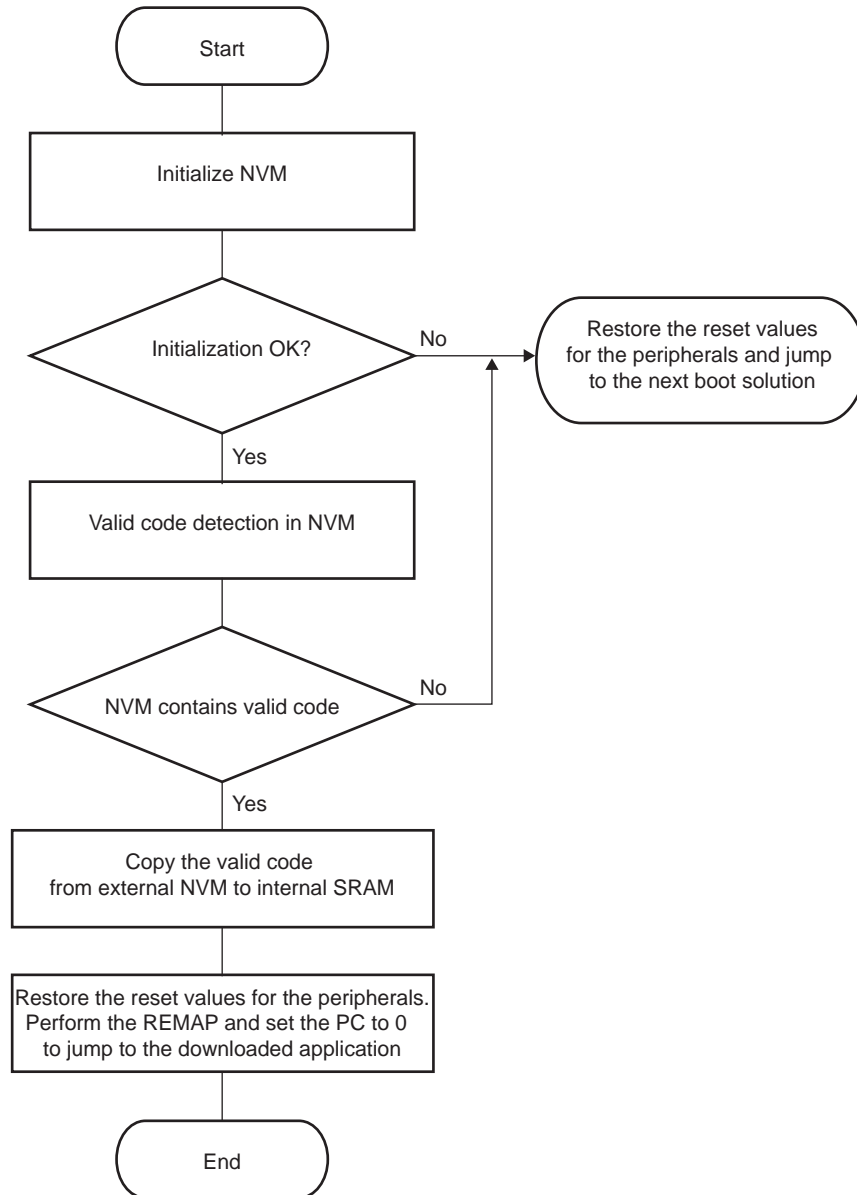 Start
Initialize NVM
Initialization OK?
No
Restore the reset values
for the peripherals and jump
to the next boot solution
Yes
Valid code detection in NVM
NVM contains valid code
No
Yes
Copy the valid code
from external NVM to internal SRAM
Restore the reset values for the peripherals.
Perform the REMAP and set the PC to 0
to jump to the downloaded application
End